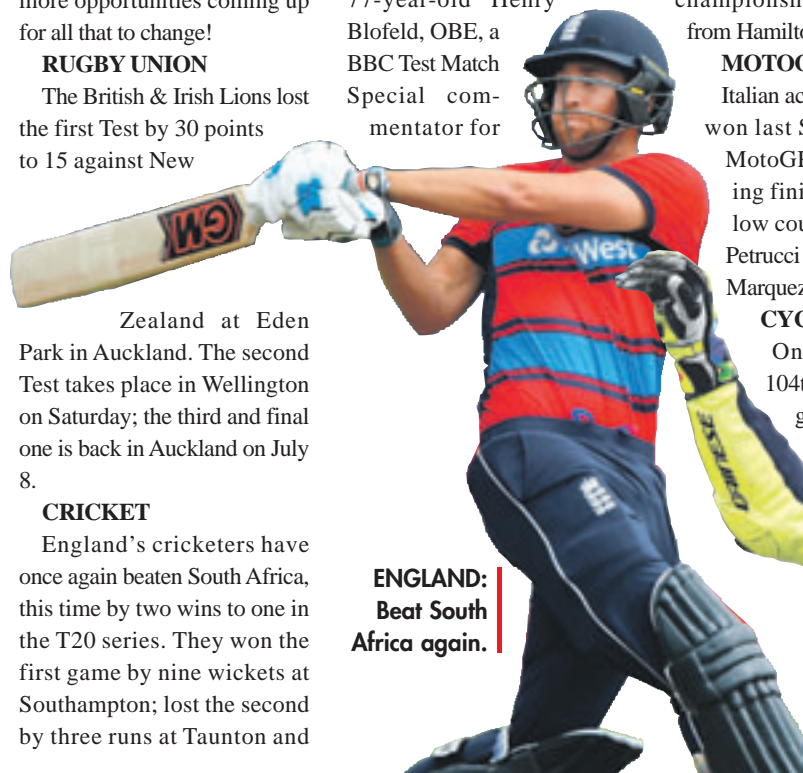 more opportunities coming up
for all that to change!
RUGBY UNION
The British & Irish Lions lost
the first Test by 30 points
to 15 against New
Zealand at Eden
Park in Auckland. The second
Test takes place in Wellington
on Saturday; the third and final
one is back in Auckland on July
8.
CRICKET
England's cricketers have
once again beaten South Africa,
this time by two wins to one in
the T20 series. They won the
first game by nine wickets at
Southampton; lost the second
by three runs at Taunton and
77-year-old Henry
Blofeld, OBE, a
BBC Test Match
Special com-
mentator for
GM
West
ENGLAND:
Beat South
Africa again.
from Hamilto
MOTOG
Italian ac
won last S
MotoGP
ing fini
low cou
Petrucci
Marquez
CYC
On
104t
g
DAINESE